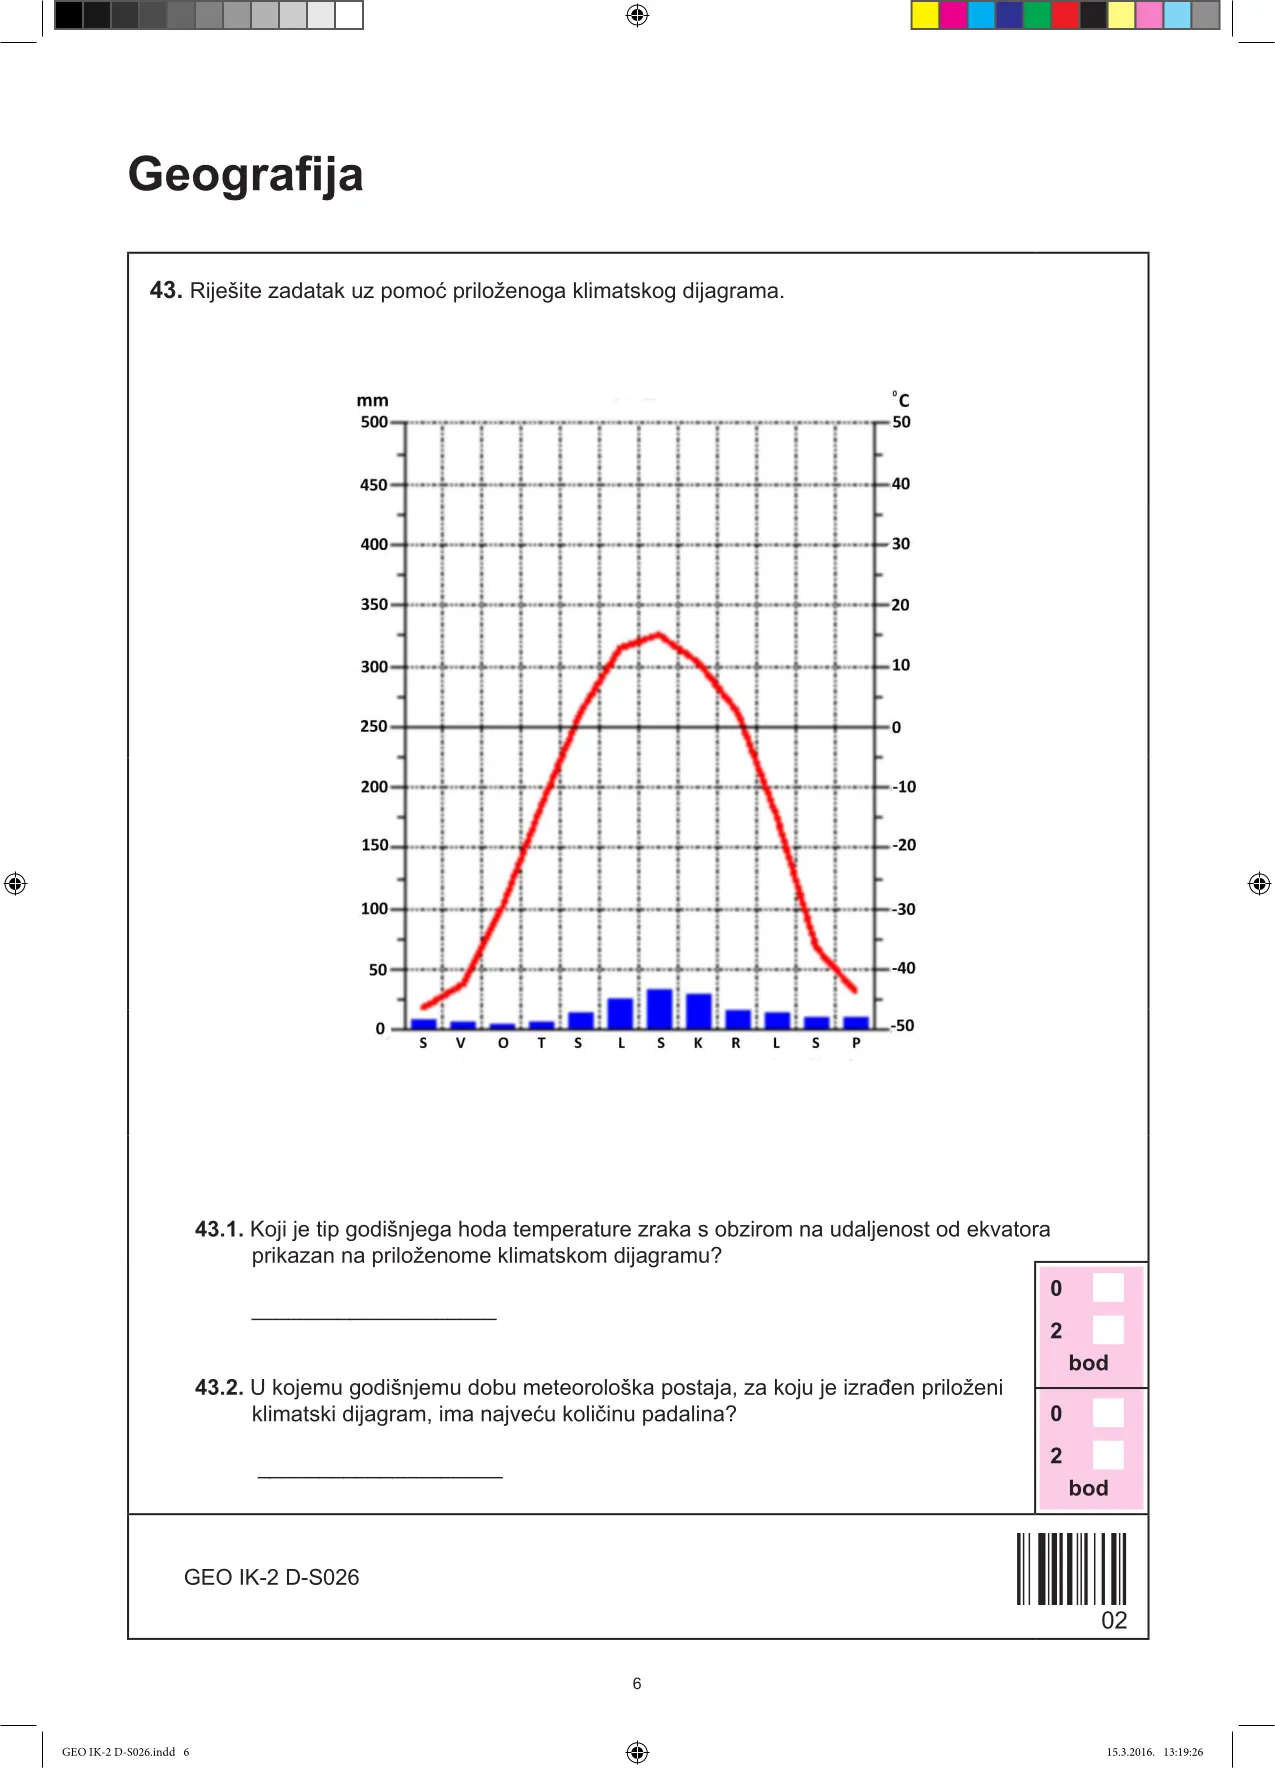 Geografija
43. Riješite zadatak uz pomoć priloženoga klimatskog dijagrama.
mm
⁰C
500
50
450
40
400
30
350
20
300
10
250
0
200
-10
150
-20
100
-30
50
-40
0
-50
S V O T S L S K R L S P
43.1. Koji je tip godišnjega hoda temperature zraka s obzirom na udaljenost od ekvatora
prikazan na priloženome klimatskom dijagramu?
____________________
0
2
bod
43.2. U kojemu godišnjemu dobu meteorološka postaja, za koju je izrađen priloženi
klimatski dijagram, ima najveću količinu padalina?
____________________
0
2
bod
GEO IK-2 D-S026
02
6
GEO IK-2 D-S026.indd 6
15.3.2016. 13:19:26